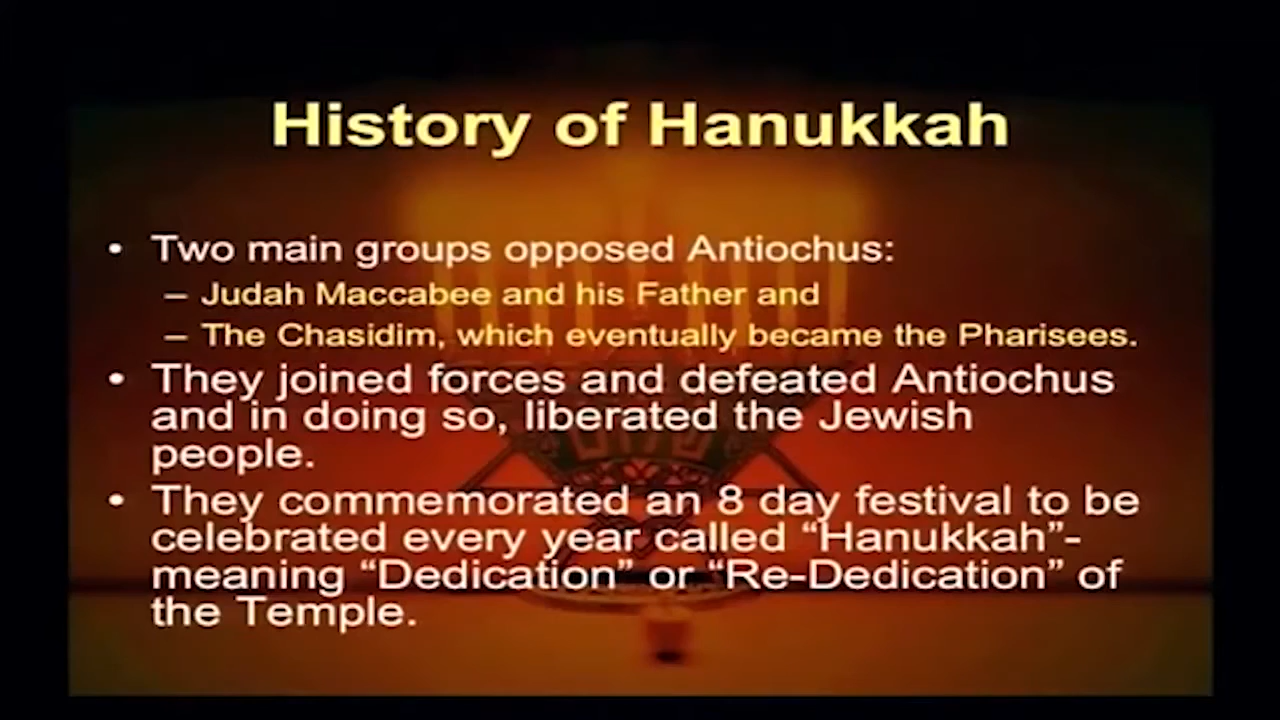 History of Hanukkah
• Two main groups opposed Antiochus:
– Judah Maccabee and his Father and
– The Chasidim, which eventually became the Pharisees.
• They joined forces and defeated Antiochus
and in doing so, liberated the Jewish
people.
• They commemorated an 8 day festival to be
celebrated every year called “Hanukkah”-
meaning “Dedication” or “Re-Dedication” of
the Temple.